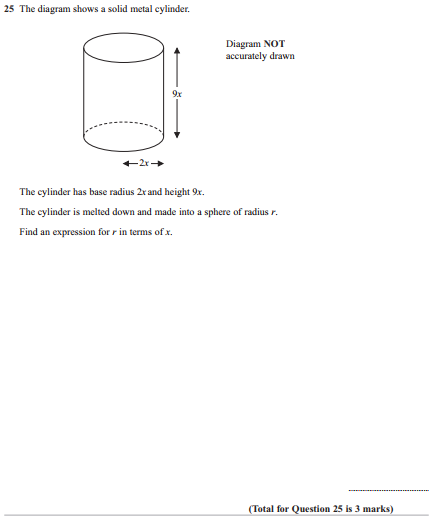 25 The diagram shows a solid metal cylinder.
Diagram NOT
accurately drawn
9x
2x
The cylinder has base radius 2x and height 9x.
The cylinder is melted down and made into a sphere of radius r.
Find an expression for r in terms of x.
(Total for Question 25 is 3 marks)